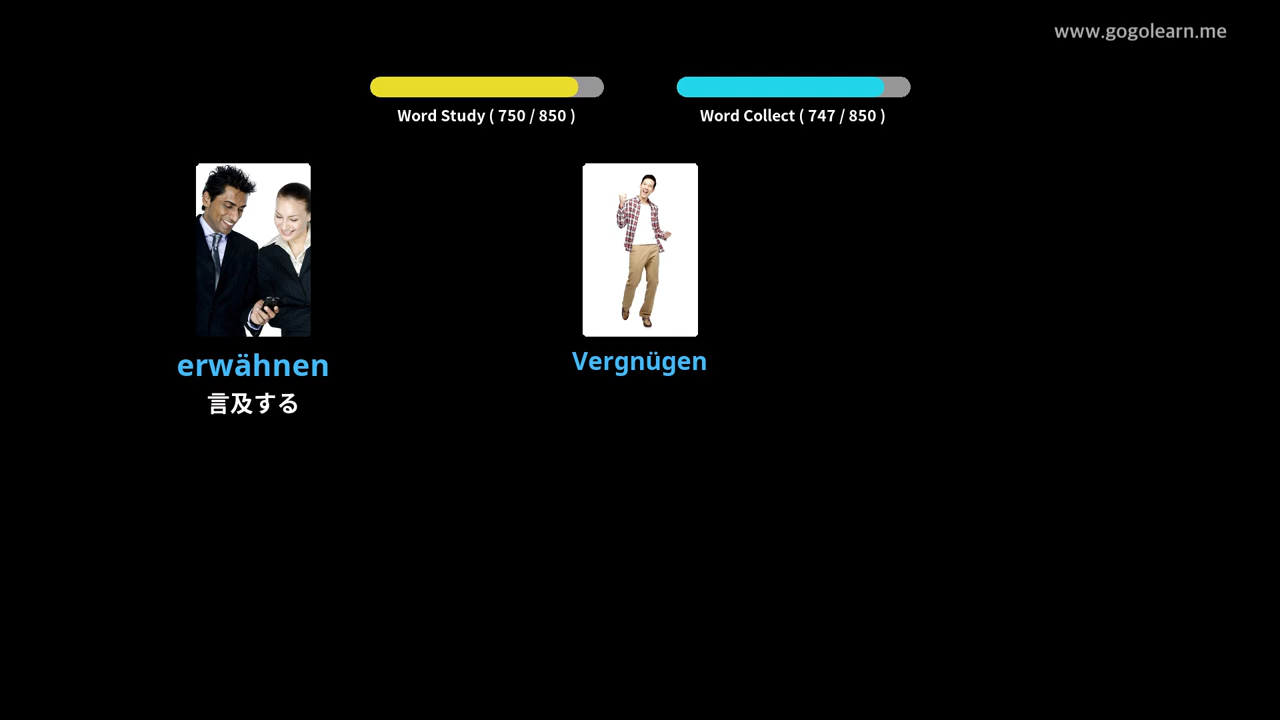 www.gogolearn.me
Word Study ( 750 / 850 )
Word Collect ( 747 / 850 )
erwähnen
言及する
Vergnügen